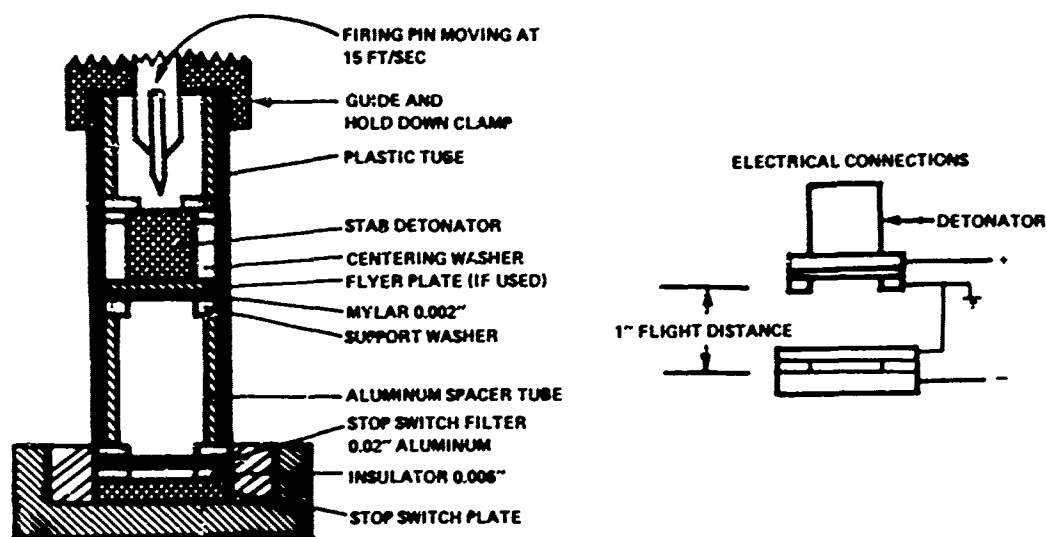 FIRING PIN MOVING AT
15 FT/SEC
GUIDE AND
HOLD DOWN CLAMP
PLASTIC TUBE
STAB DETONATOR
CENTERING WASHER
FLYER PLATE (IF USED)
MYLAR 0.002"
SUPPORT WASHER
ALUMINUM SPACER TUBE
STOP SWITCH FILTER
0.02" ALUMINUM
INSULATOR 0.006"
STOP SWITCH PLATE
ELECTRICAL CONNECTIONS
DETONATOR
+
1" FLIGHT DISTANCE
−